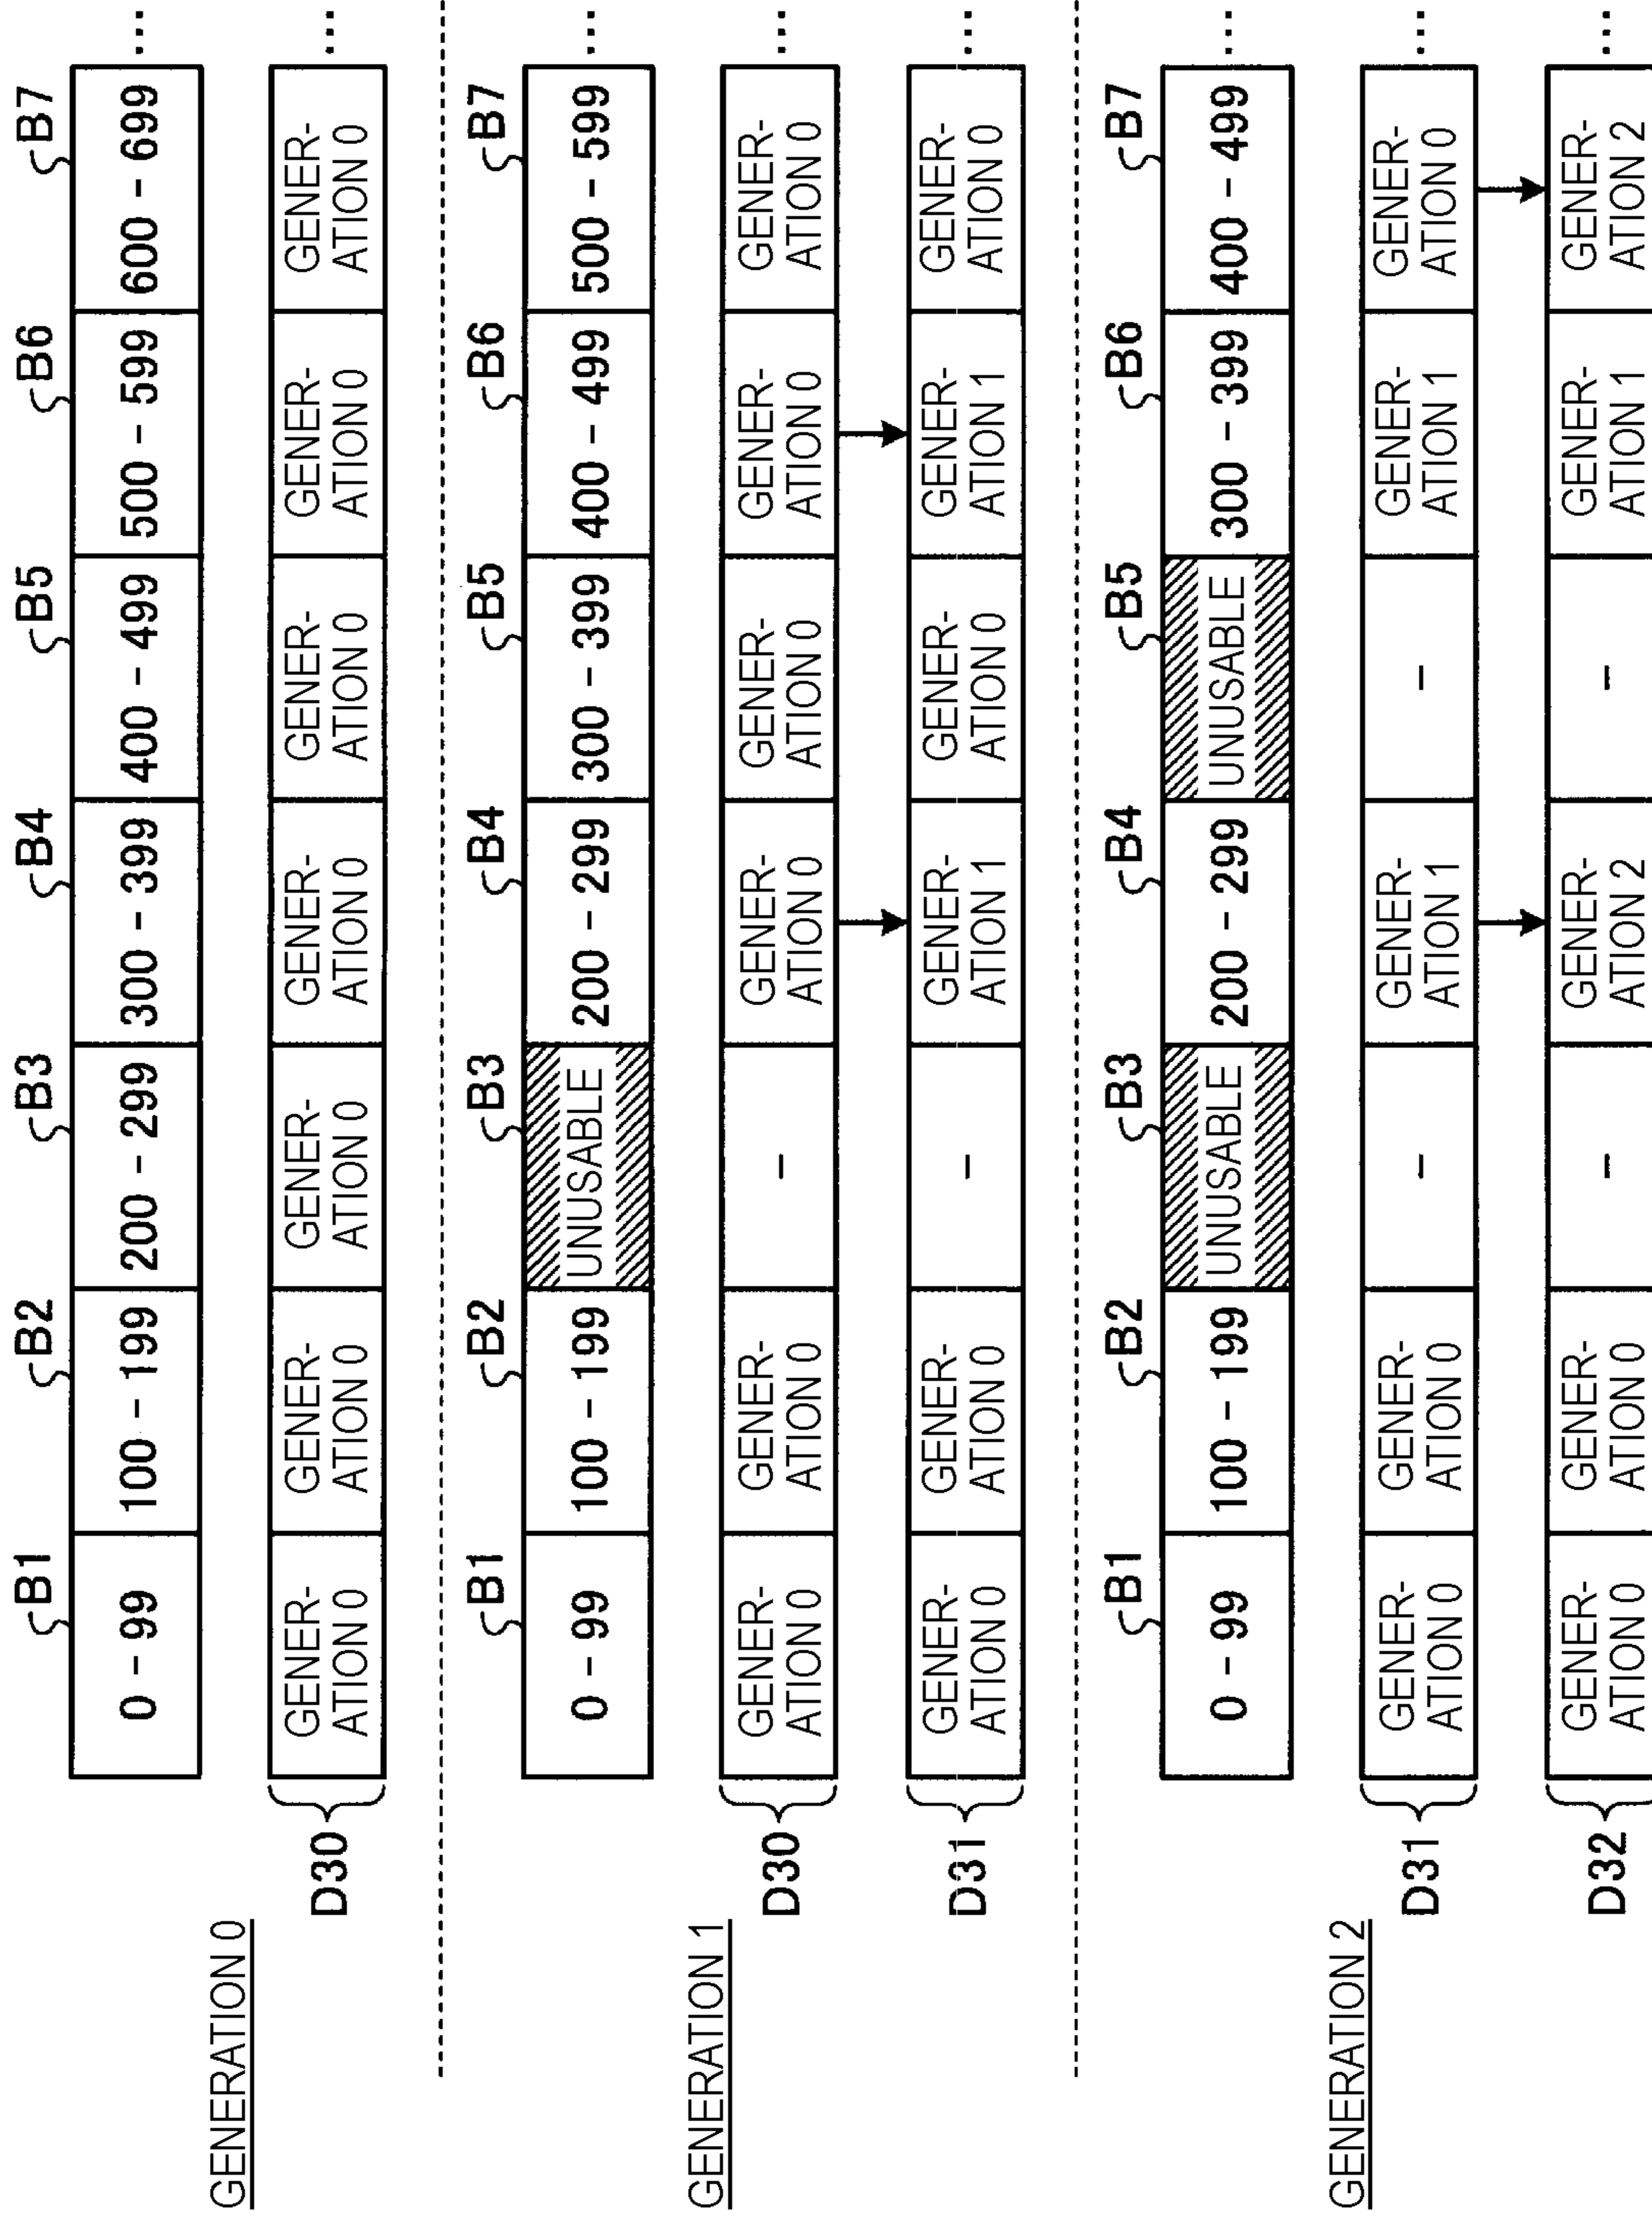 GENERATION 0
B1 B2 B3 B4 B5 B6 B7
0 – 99 100 – 199 200 – 299 300 – 399 400 – 499 500 – 599 600 – 699 ...
D30
GENER- GENER- GENER- GENER- GENER- GENER- GENER- ...
ATION 0 ATION 0 ATION 0 ATION 0 ATION 0 ATION 0 ATION 0
GENERATION 1
B1 B2 B3 B4 B5 B6 B7
0 – 99 100 – 199 UNUSABLE 200 – 299 300 – 399 400 – 499 500 – 599 ...
D30
GENER- GENER- – GENER- GENER- GENER- GENER- ...
ATION 0 ATION 0 ATION 0 ATION 0 ATION 0 ATION 0
D31
GENER- GENER- – GENER- GENER- GENER- GENER- ...
ATION 0 ATION 0 ATION 1 ATION 0 ATION 1 ATION 0
GENERATION 2
B1 B2 B3 B4 B5 B6 B7
0 – 99 100 – 199 UNUSABLE 200 – 299 UNUSABLE 300 – 399 400 – 499 ...
D31
GENER- GENER- – GENER- – GENER- GENER- ...
ATION 0 ATION 0 ATION 1 ATION 1 ATION 0
D32
GENER- GENER- – GENER- – GENER- GENER- ...
ATION 0 ATION 0 ATION 2 ATION 1 ATION 2